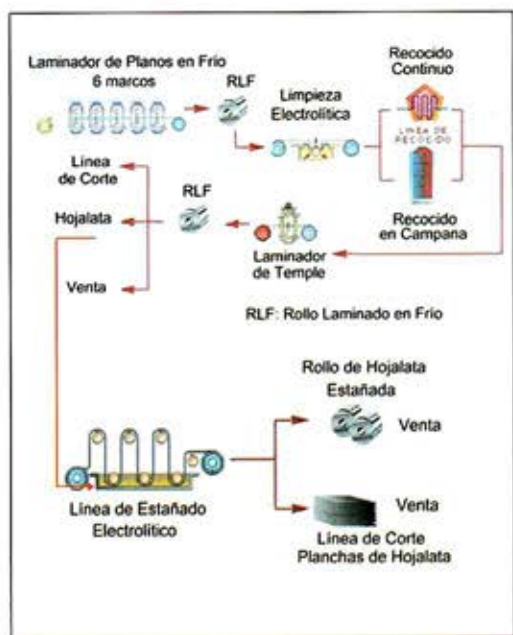 Laminador de Planos en Frío
6 marcos
RLF
Limpieza
Electrolítica
Recocido
Continuo
LINEA DE
RECOCIDO
Recocido
en Campana
Línea
de Corte
Hojalata
Venta
RLF
Laminador
de Temple
RLF: Rollo Laminado en Frío
Rollo de Hojalata
Estañada
Venta
Línea de Estañado
Electrolítico
Venta
Línea de Corte
Planchas de Hojalata